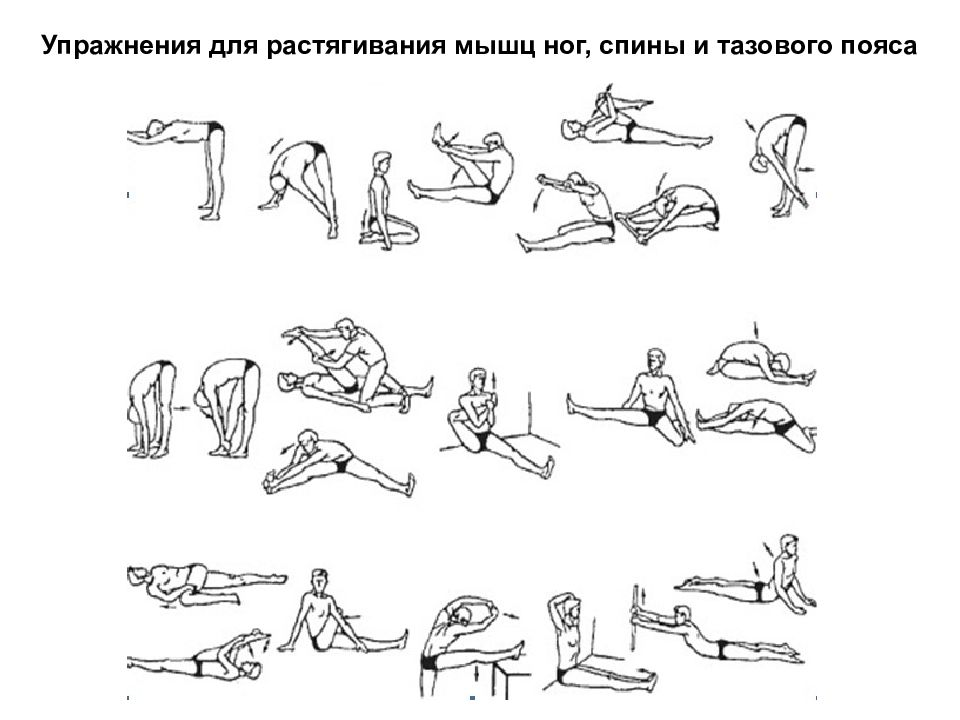 Упражнения для растягивания мышц ног, спины и тазового пояса